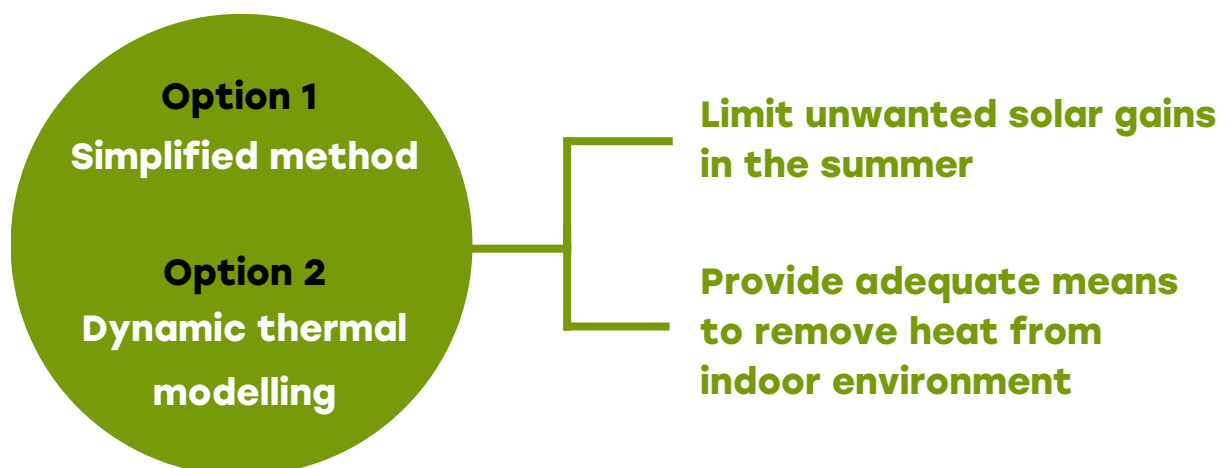 Option 1
Simplified method
Option 2
Dynamic thermal
modelling
Limit unwanted solar gains
in the summer
Provide adequate means
to remove heat from
indoor environment